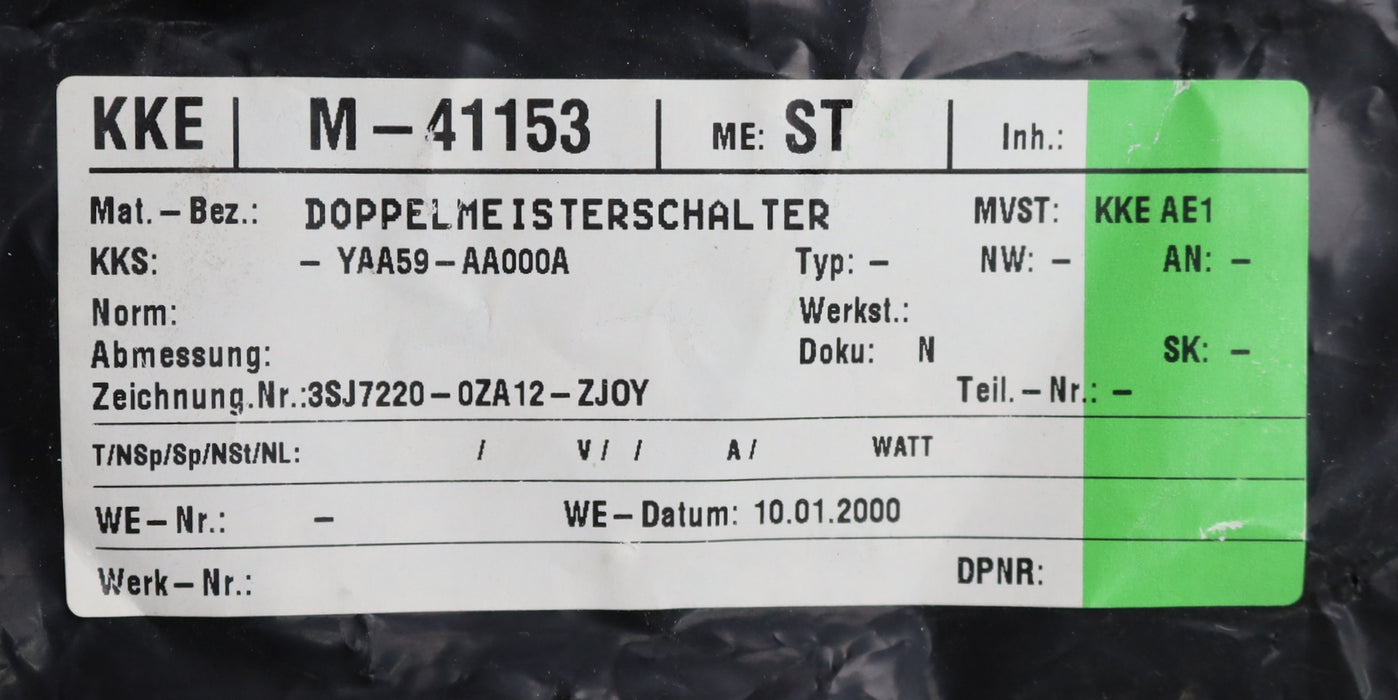 KKE | M – 41153 | ME: ST | Inh.:
Mat. – Bez.: DOPPELMEISTERSCHALTER MVST: KKE AE1
KKS: – YAA59 – AA000A Typ: – NW: – AN: –
Norm: Werkst.:
Abmessung: Doku: N SK: –
Zeichnung.Nr.:3SJ7220 – 0ZA12 – ZJOY Teil. – Nr.: –
T/NSp/Sp/NSt/NL: / V/ / A/ WATT
WE – Nr.: – WE – Datum: 10.01.2000
Werk – Nr.: DPNR: